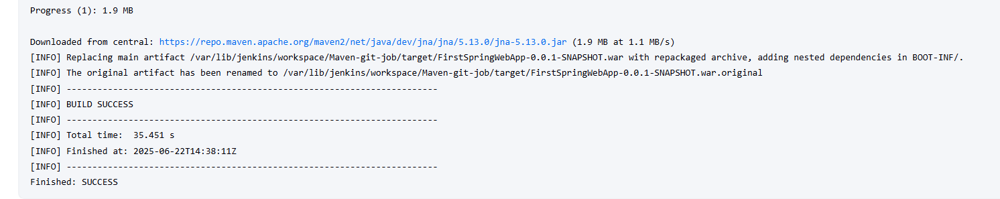 Progress (1): 1.9 MB
Downloaded from central: https://repo.maven.apache.org/maven2/net/java/dev/jna/jna/5.13.0/jna-5.13.0.jar (1.9 MB at 1.1 MB/s)
[INFO] Replacing main artifact /var/lib/jenkins/workspace/Maven-git-job/target/FirstSpringWebApp-0.0.1-SNAPSHOT.war with repackaged archive, adding nested dependencies in BOOT-INF/.
[INFO] The original artifact has been renamed to /var/lib/jenkins/workspace/Maven-git-job/target/FirstSpringWebApp-0.0.1-SNAPSHOT.war.original
[INFO] ------------------------------------------------------------------------
[INFO] BUILD SUCCESS
[INFO] ------------------------------------------------------------------------
[INFO] Total time:  35.451 s
[INFO] Finished at: 2025-06-22T14:38:11Z
[INFO] ------------------------------------------------------------------------
Finished: SUCCESS